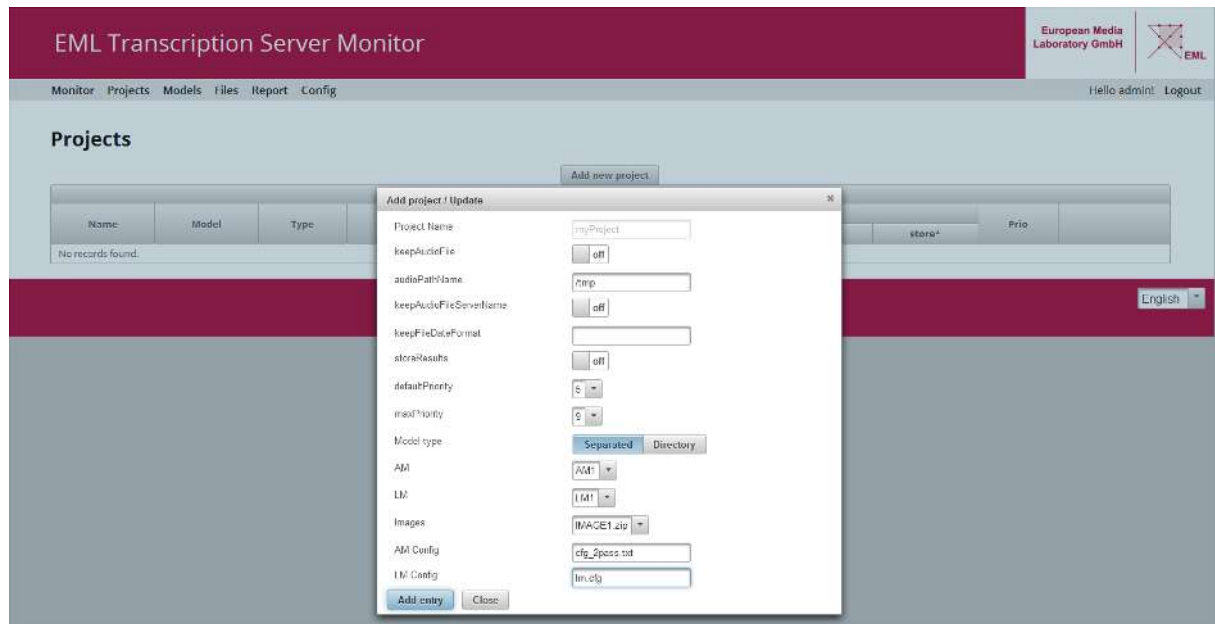 EML Transcription Server Monitor
European Media
Laboratory GmbH
EML
Monitor Projects Models Files Report Config
Hello admin! Logout
Projects
Add new project
Name Model Type store* Prio
No records found.
Add project / Update
Project Name myProject
keepAudioFile off
audioPathName /tmp
keepAudioFileServerName off
keepFileDateFormat
storeResults off
defaultPriority
maxPriority 9
Model type Separated Directory
AM AM1
LM LM1
Images IMAGE1.zip
AM Config cfg_2pass.txt
LM Config lm.cfg
Add entry Close
English